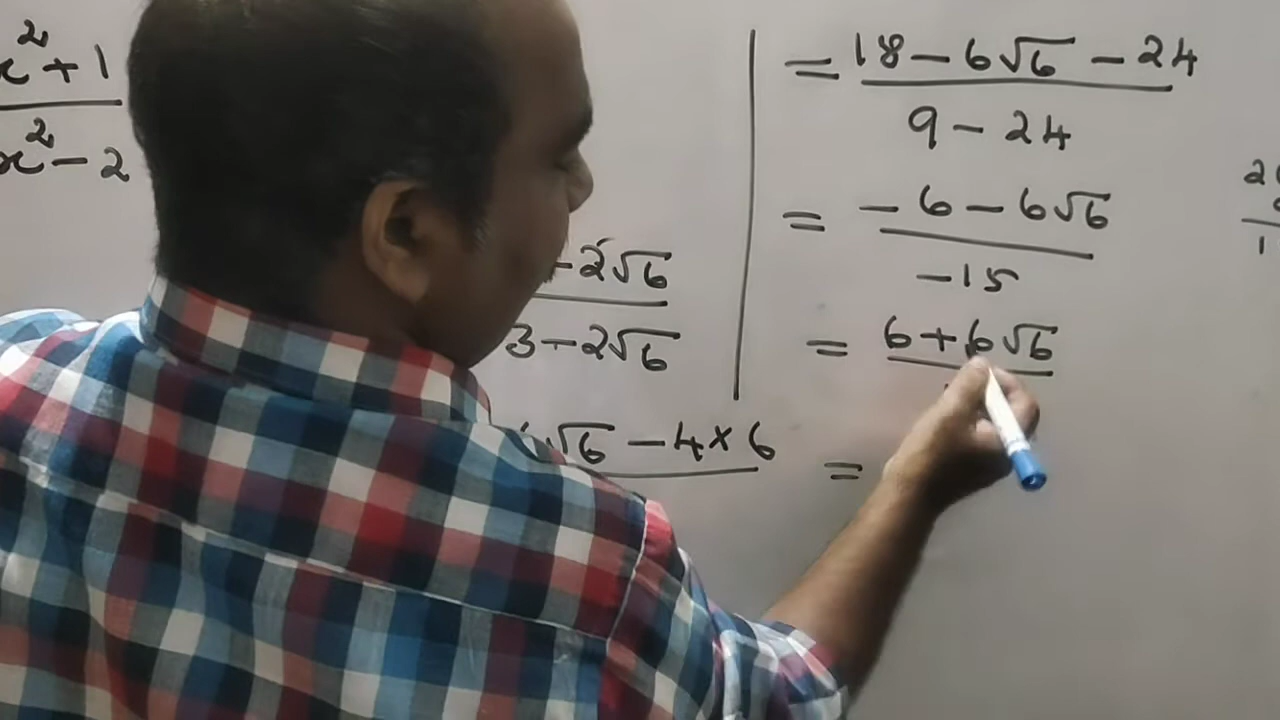 x² + 1
x² - 2
-2√6
3-2√6
√6 - 4×6
= 18 - 6√6 - 24
9 - 24
= -6 - 6√6
-15
= 6+6√6
=